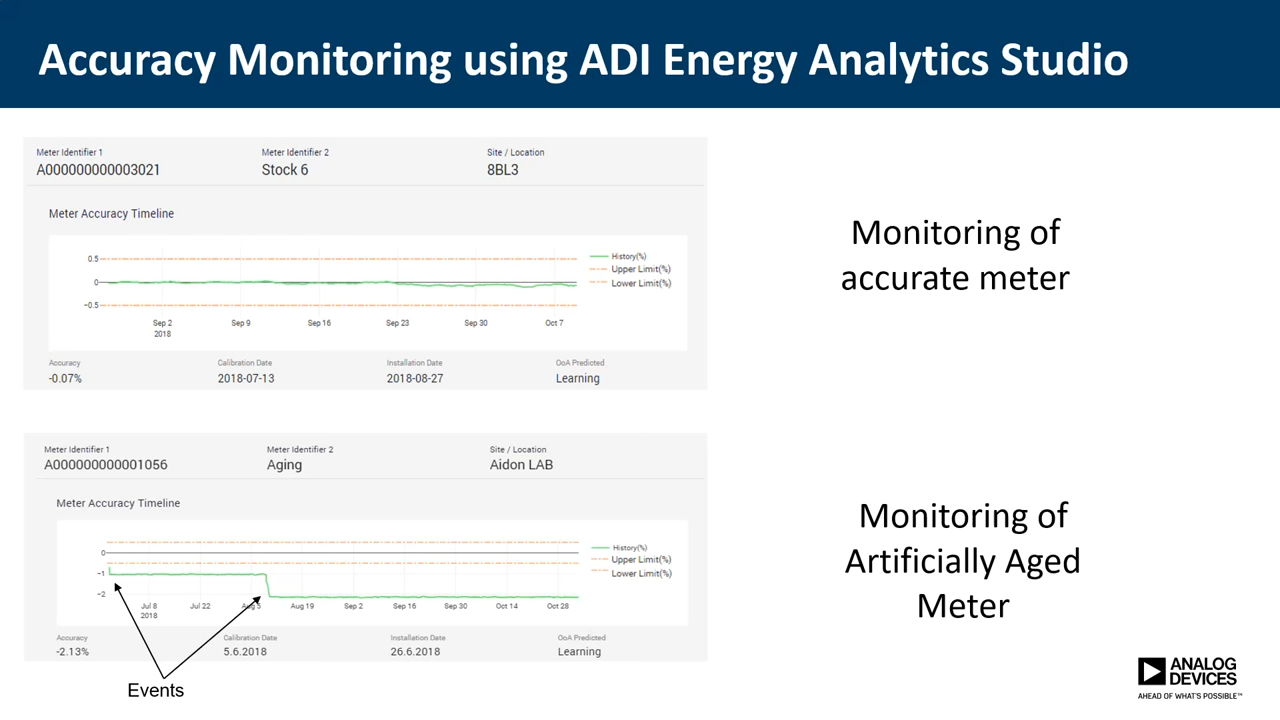 Accuracy Monitoring using ADI Energy Analytics Studio
Meter Identifier 1
Meter Identifier 2
Site / Location
A000000000003021
Stock 6
8BL3
Meter Accuracy Timeline
0.5
0
−0.5
History(%)
Upper Limit(%)
Lower Limit(%)
Sep 2
2018
Sep 9
Sep 16
Sep 23
Sep 30
Oct 7
Accuracy
Calibration Date
Installation Date
OoA Predicted
-0.07%
2018-07-13
2018-08-27
Learning
Monitoring of
accurate meter
Meter Identifier 1
Meter Identifier 2
Site / Location
A000000000001056
Aging
Aidon LAB
Meter Accuracy Timeline
0
−1
−2
History(%)
Upper Limit(%)
Lower Limit(%)
Jul 8
2018
Jul 22
Aug 5
Aug 19
Sep 2
Sep 16
Sep 30
Oct 14
Oct 28
Accuracy
Calibration Date
Installation Date
OoA Predicted
-2.13%
5.6.2018
26.6.2018
Learning
Events
Monitoring of
Artificially Aged
Meter
ANALOG
DEVICES
AHEAD OF WHAT'S POSSIBLE™